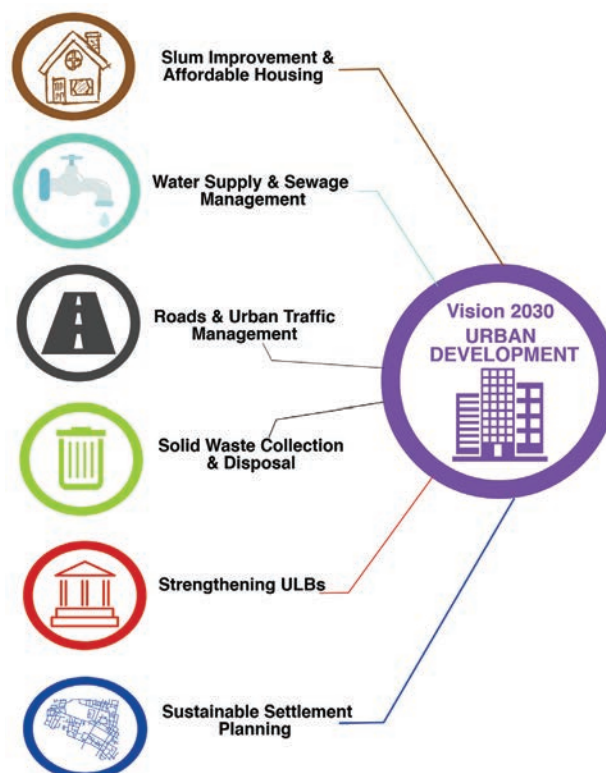 Slum Improvement &
Affordable Housing
Water Supply & Sewage
Management
Roads & Urban Traffic
Management
Solid Waste Collection
& Disposal
Strengthening ULBs
Sustainable Settlement
Planning
Vision 2030
URBAN
DEVELOPMENT